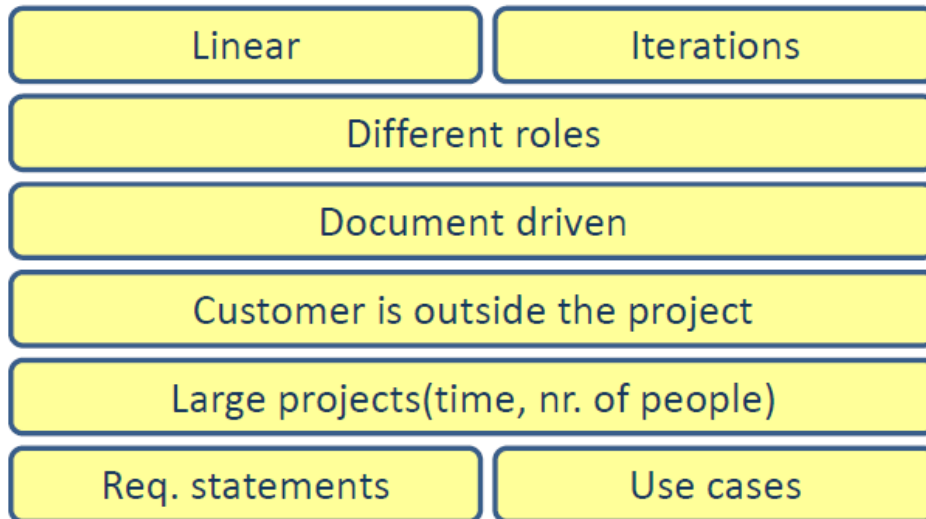 Linear
Iterations
Different roles
Document driven
Customer is outside the project
Large projects(time, nr. of people)
Req. statements
Use cases